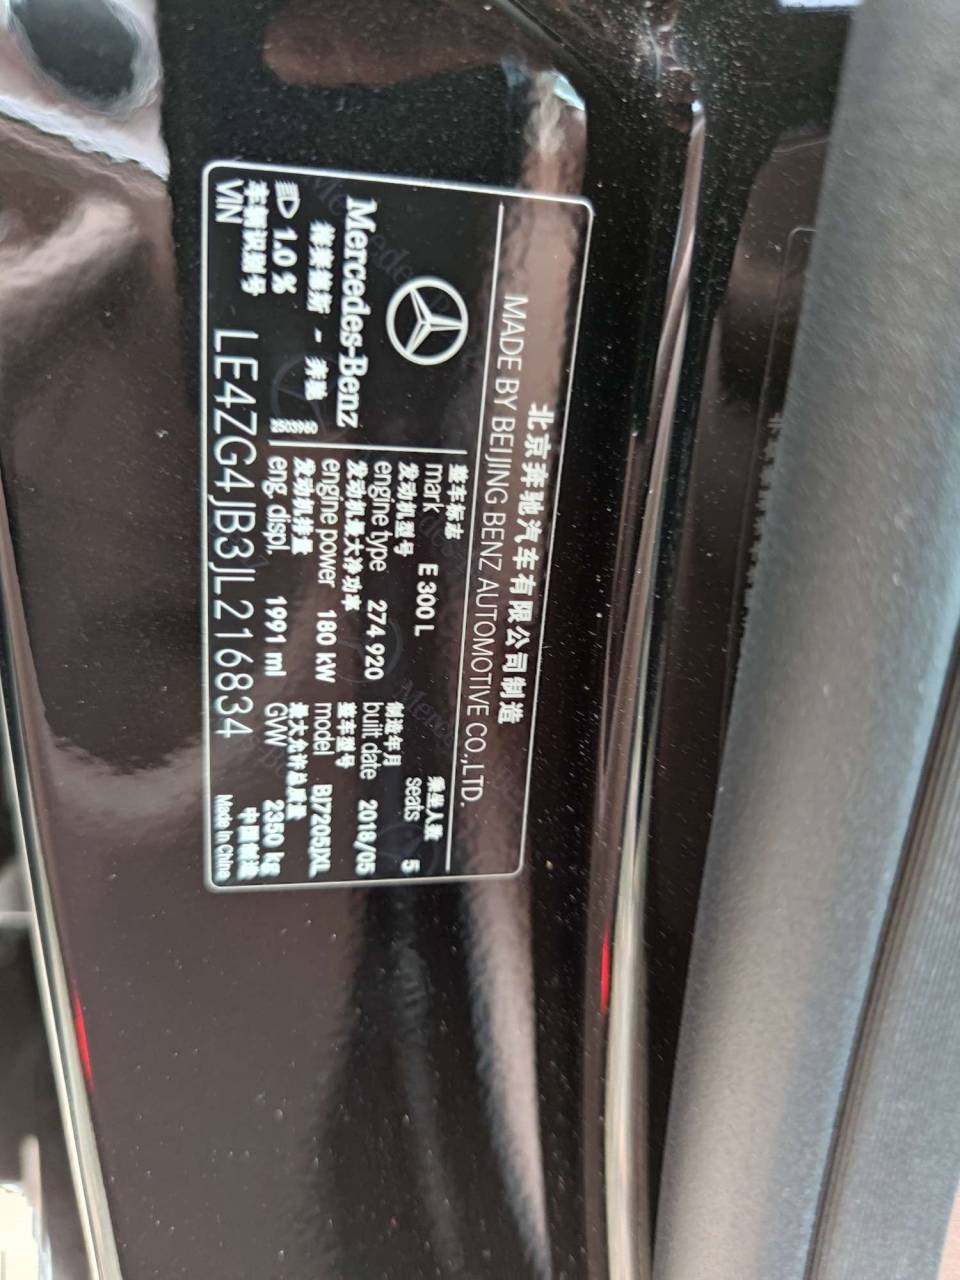 北京奔驰汽车有限公司制造
MADE BY BEIJING BENZ AUTOMOTIVE CO.,LTD.
Mercedes-Benz
梅赛德斯 - 奔驰
1.0 %
2503960
整车标志
mark E 300 L
乘坐人数
seats 5
发动机型号
engine type 274 920
制造年月
built date 2018/05
发动机最大净功率
engine power 180 kW
整车型号
model BJ7205JXL
发动机排量
eng. displ. 1991 ml
最大允许总质量
GVW 2350 kg
车辆识别号
VIN LE4ZG4JB3JL216834
中国制造
Made in China